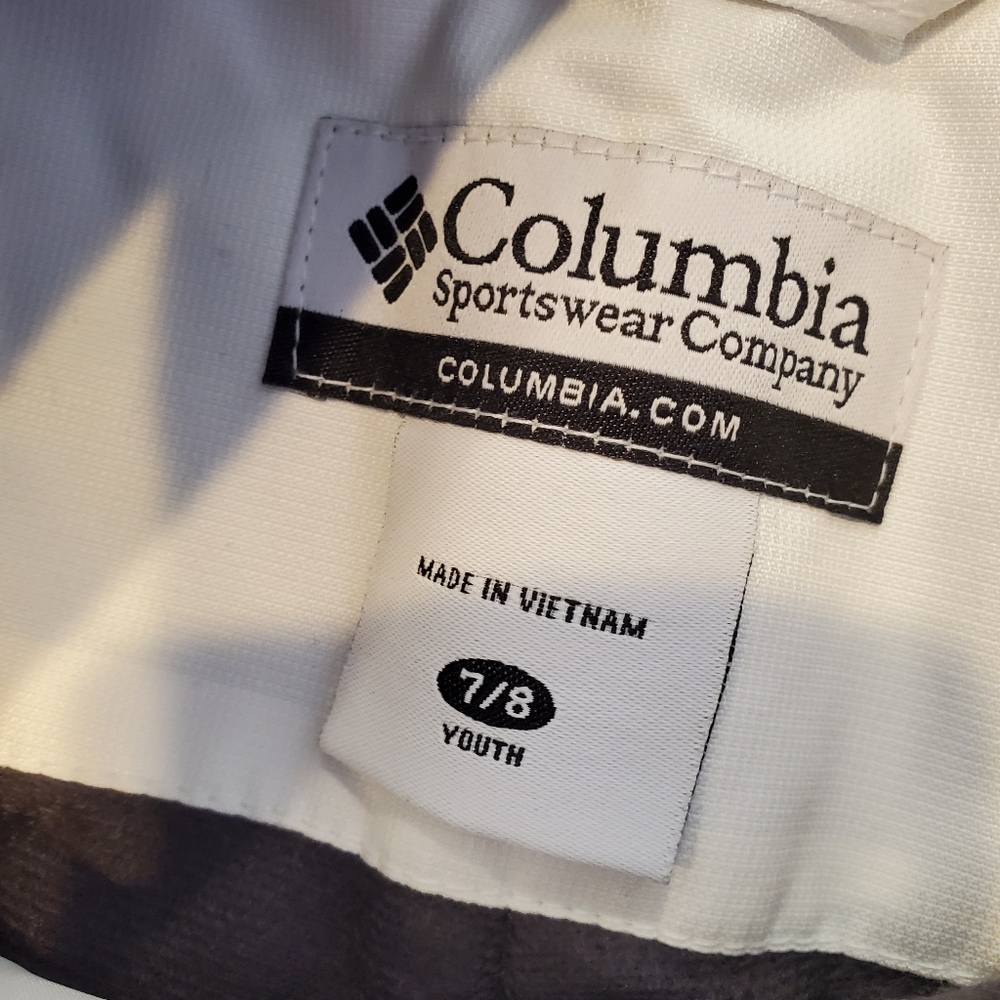 Columbia
Sportswear Company
COLUMBIA.COM
MADE IN VIETNAM
7/8
YOUTH